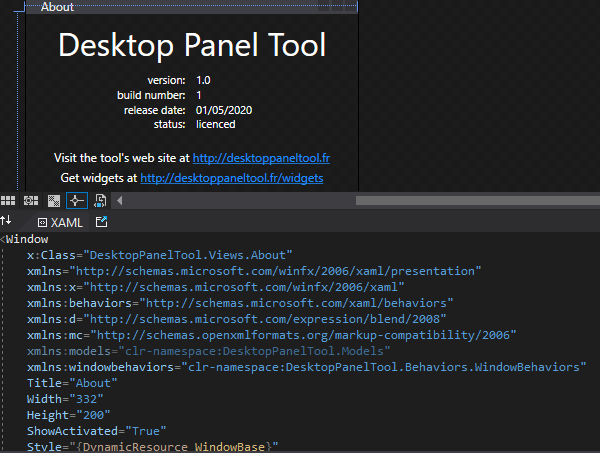 About
Desktop Panel Tool
version: 1.0
build number: 1
release date: 01/05/2020
status: licenced
Visit the tool's web site at http://desktoppaneltool.fr
Get widgets at http://desktoppaneltool.fr/widgets
XAML
<Window
x:Class="DesktopPanelTool.Views.About"
xmlns="http://schemas.microsoft.com/winfx/2006/xaml/presentation"
xmlns:x="http://schemas.microsoft.com/winfx/2006/xaml"
xmlns:behaviors="http://schemas.microsoft.com/xaml/behaviors"
xmlns:d="http://schemas.microsoft.com/expression/blend/2008"
xmlns:mc="http://schemas.openxmlformats.org/markup-compatibility/2006"
xmlns:models="clr-namespace:DesktopPanelTool.Models"
xmlns:windowbehaviors="clr-namespace:DesktopPanelTool.Behaviors.WindowBehaviors"
Title="About"
Width="332"
Height="200"
ShowActivated="True"
Style="{DynamicResource WindowBase}"